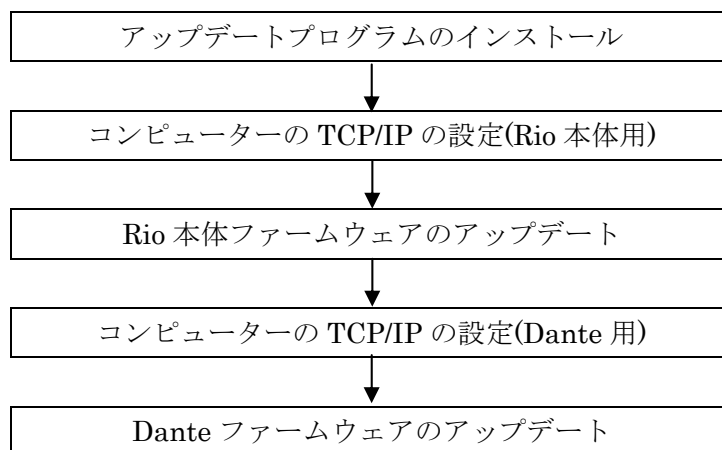 アップデートプログラムのインストール
コンピューターの TCP/IP の設定(Rio 本体用)
Rio 本体ファームウェアのアップデート
コンピューターの TCP/IP の設定(Dante 用)
Dante ファームウェアのアップデート